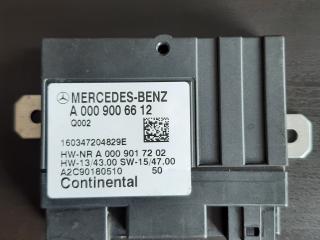 MERCEDES-BENZ
A 000 900 66 12
Q002
160347204829E
HW-NR A 000 901 72 02
HW-13/43.00 SW-15/47.00
A2C90180510 50
Continental